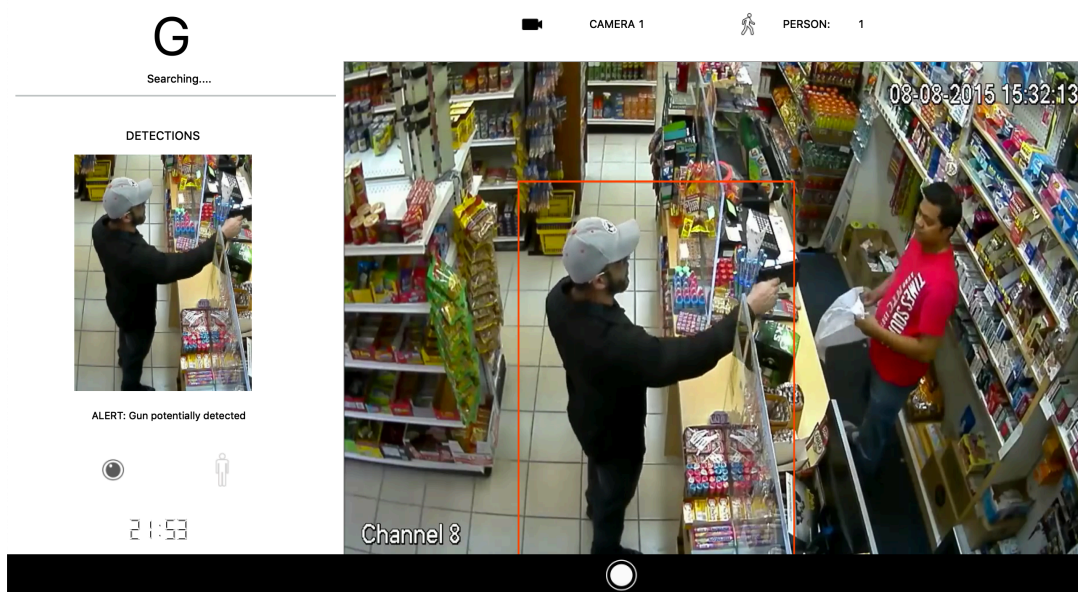 G
Searching....
DETECTIONS
ALERT: Gun potentially detected
21:53
CAMERA 1
PERSON: 1
08-08-2015 15:32:13
Channel 8